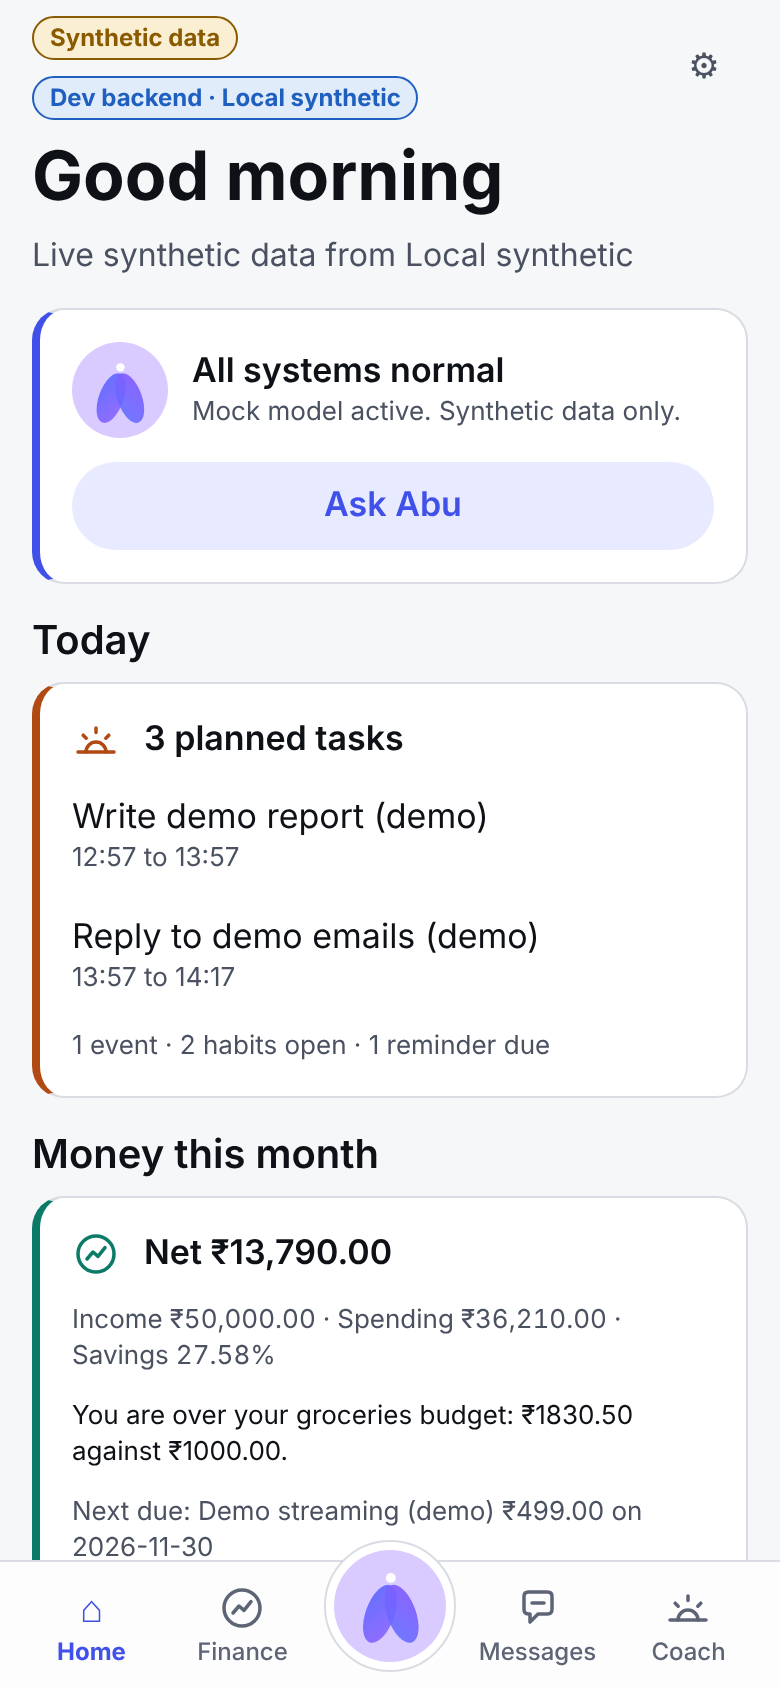 Synthetic data
Dev backend · Local synthetic
Good morning
Live synthetic data from Local synthetic
All systems normal
Mock model active. Synthetic data only.
Ask Abu
Today
3 planned tasks
Write demo report (demo)
12:57 to 13:57
Reply to demo emails (demo)
13:57 to 14:17
1 event · 2 habits open · 1 reminder due
Money this month
Net ₹13,790.00
Income ₹50,000.00 · Spending ₹36,210.00 ·
Savings 27.58%
You are over your groceries budget: ₹1830.50
against ₹1000.00.
Next due: Demo streaming (demo) ₹499.00 on
2026-11-30
Home
Finance
Messages
Coach